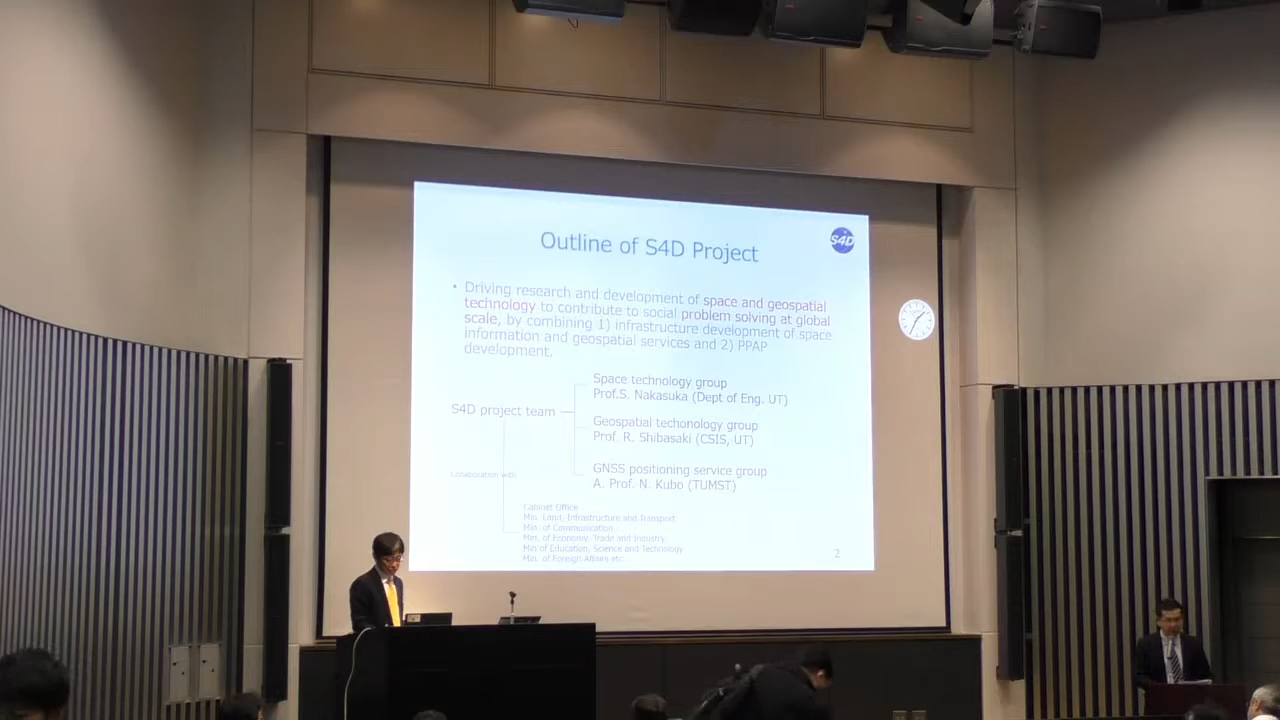 Outline of S4D Project
S4D
• Driving research and development of space and geospatial
technology to contribute to social problem solving at global
scale, by combining 1) infrastructure development of space
information and geospatial services and 2) PPAP
development.
Space technology group
Prof.S. Nakasuka (Dept of Eng. UT)
S4D project team
Geospatial techonology group
Prof. R. Shibasaki (CSIS, UT)
GNSS positioning service group
A. Prof. N. Kubo (TUMST)
Collaboration with
Cabinet Office
Min. Land, Infrastructure and Transport
Min. of Communication
Min. of Economy, Trade and Industry
Min of Education, Science and Technology
Min. of Foreign Affairs etc.
2